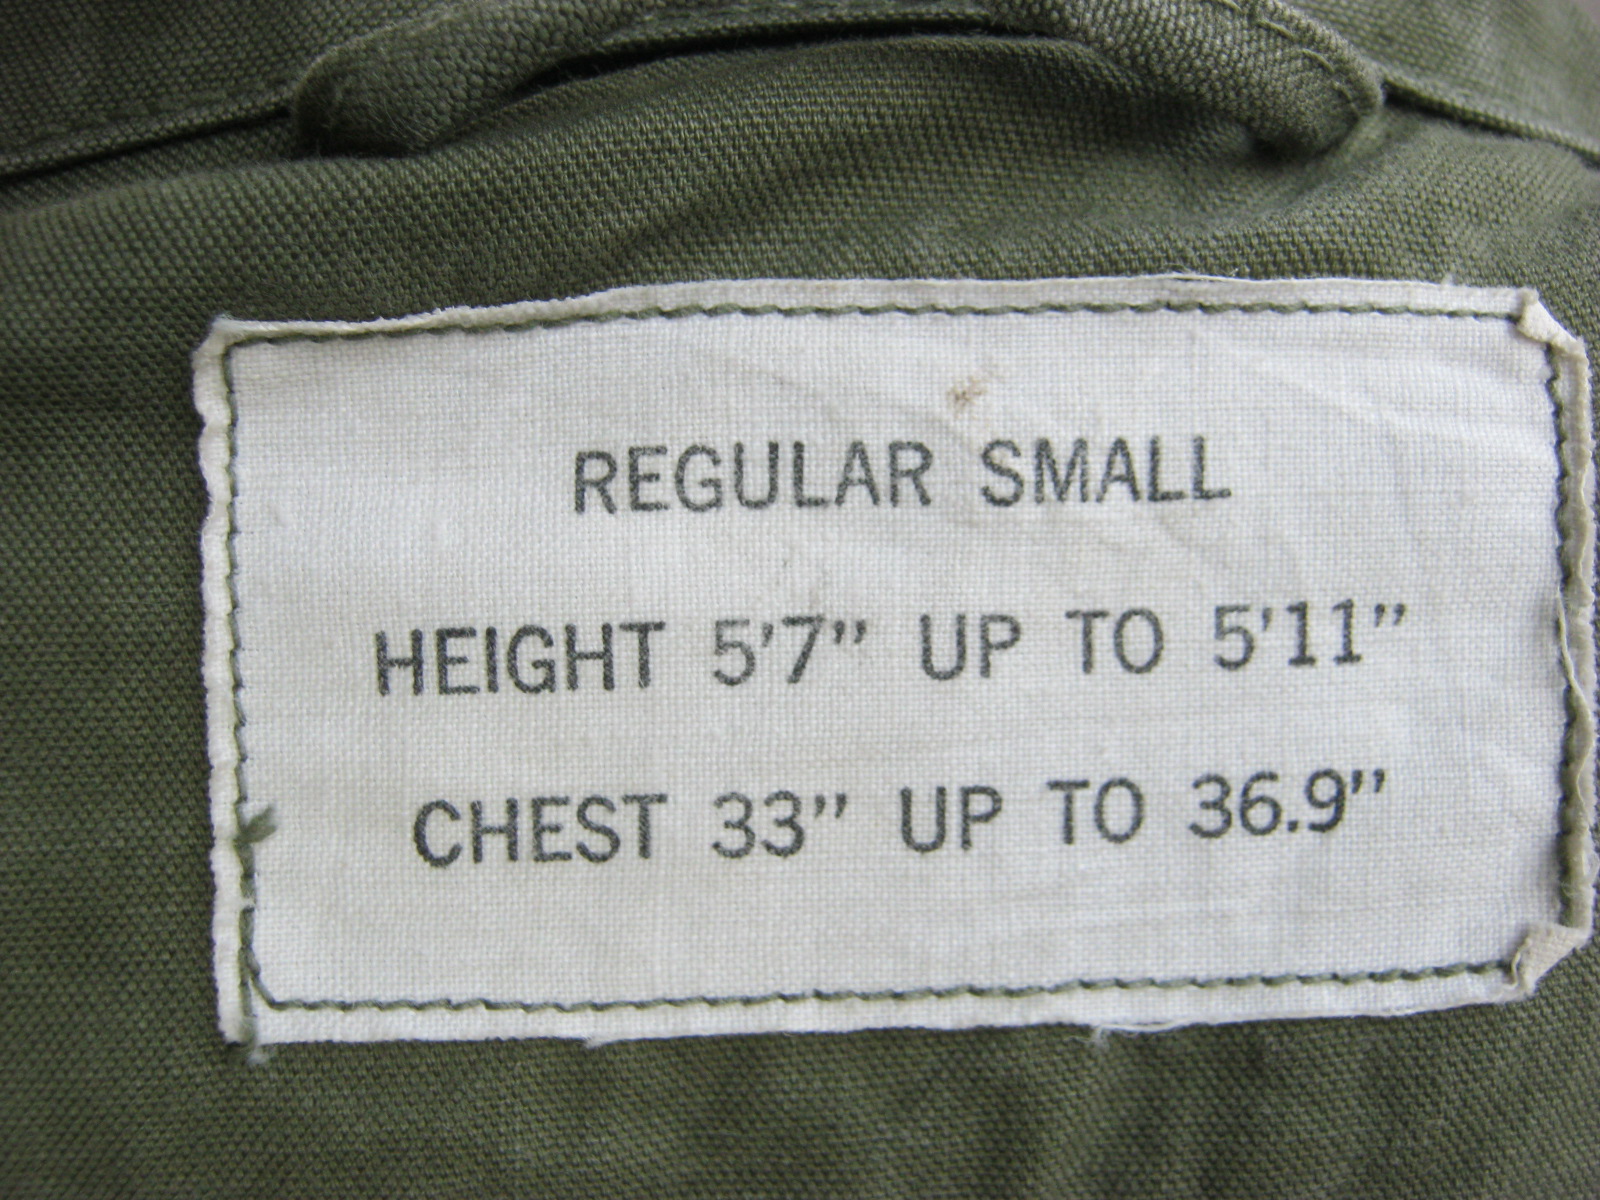 REGULAR SMALL
HEIGHT 5'7" UP TO 5'11"
CHEST 33" UP TO 36.9"